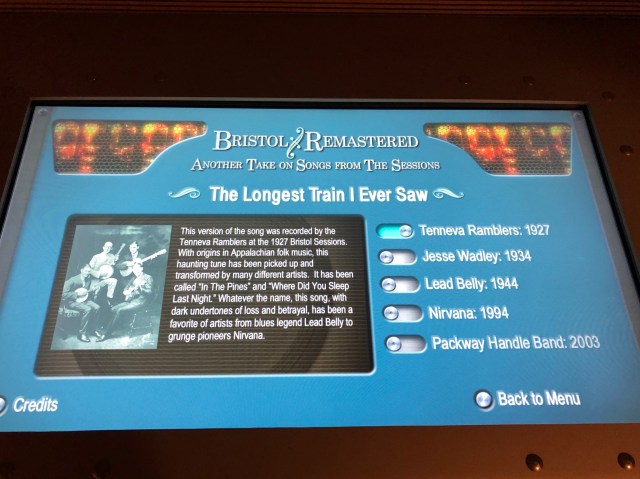 Bristol Remastered
Another Take on Songs from The Sessions
The Longest Train I Ever Saw
This version of the song was recorded by the
Tenneva Ramblers at the 1927 Bristol Sessions.
With origins in Appalachian folk music, this
haunting tune has been picked up and
transformed by many different artists. It has been
called "In The Pines" and "Where Did You Sleep
Last Night." Whatever the name, this song, with
dark undertones of loss and betrayal, has been a
favorite of artists from blues legend Lead Belly to
grunge pioneers Nirvana.
Tenneva Ramblers: 1927
Jesse Wadley: 1934
Lead Belly: 1944
Nirvana: 1994
Packway Handle Band: 2003
Credits
Back to Menu